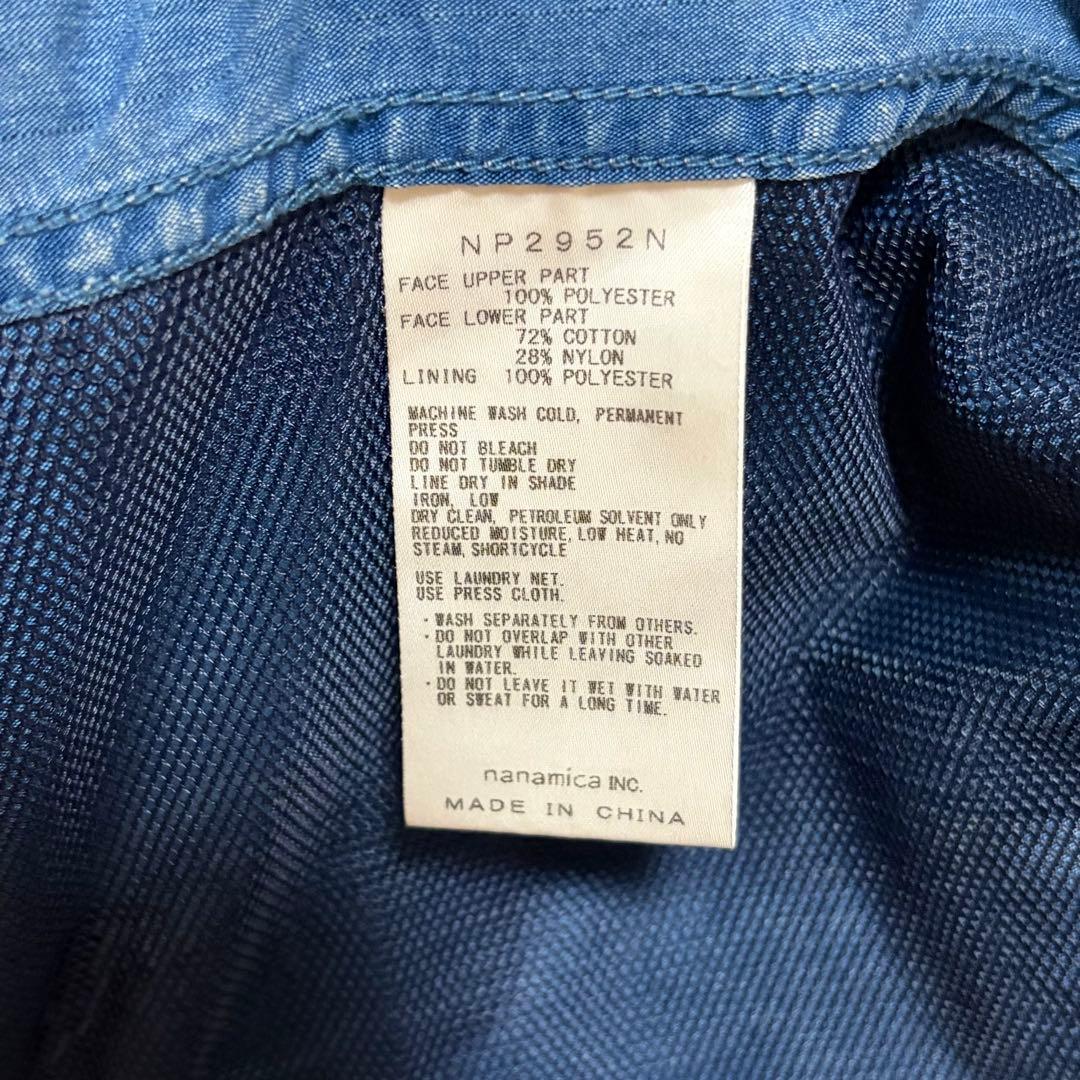 NP2952N
FACE UPPER PART
100% POLYESTER
FACE LOWER PART
72% COTTON
28% NYLON
LINING 100% POLYESTER
MACHINE WASH COLD, PERMANENT
PRESS
DO NOT BLEACH
DO NOT TUMBLE DRY
LINE DRY IN SHADE
IRON, LOW
DRY CLEAN, PETROLEUM SOLVENT ONLY
REDUCED MOISTURE, LOW HEAT, NO
STEAM, SHORTCYCLE
USE LAUNDRY NET.
USE PRESS CLOTH.
・WASH SEPARATELY FROM OTHERS.
・DO NOT OVERLAP WITH OTHER
LAUNDRY WHILE LEAVING SOAKED
IN WATER.
・DO NOT LEAVE IT WET WITH WATER
OR SWEAT FOR A LONG TIME.
nanamica INC.
MADE IN CHINA